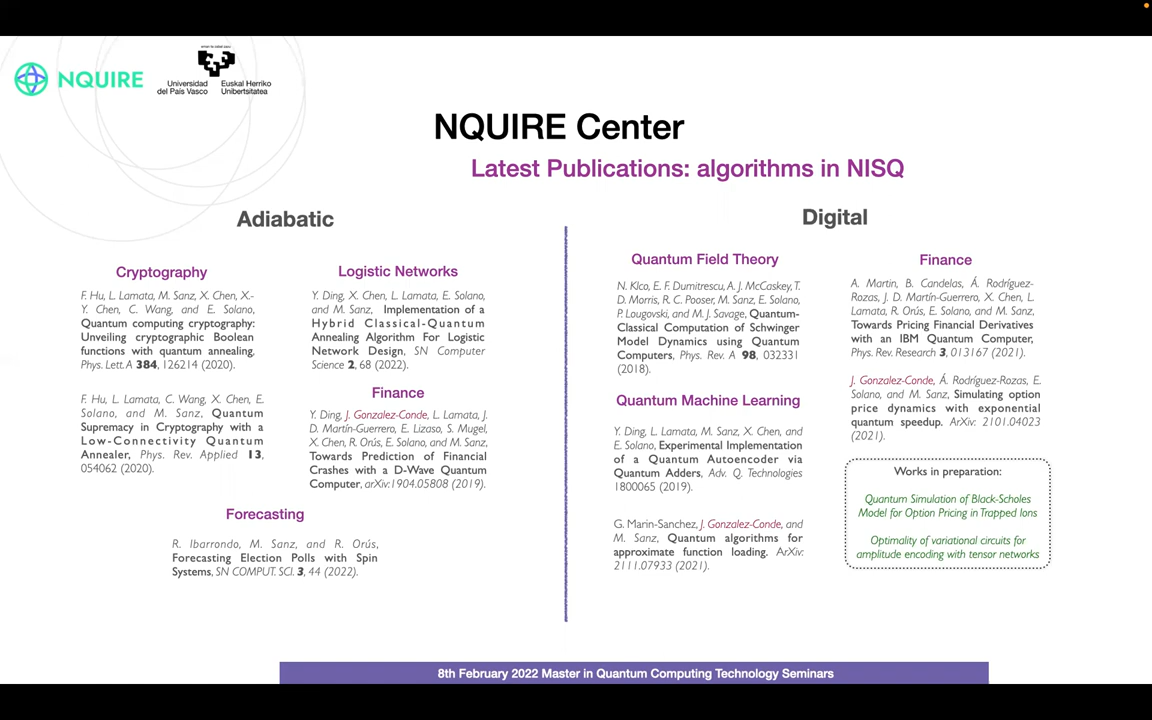 NQUIRE
Universidad
del País Vasco
Euskal Herriko
Unibertsitatea
NQUIRE Center
Latest Publications: algorithms in NISQ
Adiabatic
Cryptography
F. Hu, L. Lamata, M. Sanz, X. Chen, X.-
Y. Chen, C. Wang, and E. Solano,
Quantum computing cryptography:
Unveiling cryptographic Boolean
functions with quantum annealing,
Phys. Lett. A 384, 126214 (2020).
F. Hu, L. Lamata, C. Wang, X. Chen, E.
Solano, and M. Sanz, Quantum
Supremacy in Cryptography with a
Low-Connectivity Quantum
Annealer, Phys. Rev. Applied 13,
054062 (2020).
Logistic Networks
Y. Ding, X. Chen, L. Lamata, E. Solano,
and M. Sanz, Implementation of a
Hybrid Classical-Quantum
Annealing Algorithm For Logistic
Network Design, SN Computer
Science 2, 68 (2022).
Finance
Y. Ding, J. Gonzalez-Conde, L. Lamata, J.
D. Martín-Guerrero, E. Lizaso, S. Mugel,
X. Chen, R. Orús, E. Solano, and M. Sanz,
Towards Prediction of Financial
Crashes with a D-Wave Quantum
Computer, arXiv:1904.05808 (2019).
Forecasting
R. Ibarrondo, M. Sanz, and R. Orús,
Forecasting Election Polls with Spin
Systems, SN COMPUT. SCI. 3, 44 (2022).
Digital
Quantum Field Theory
N. Klco, E. F. Dumitrescu, A. J. McCaskey, T.
D. Morris, R. C. Pooser, M. Sanz, E. Solano,
P. Lougovski, and M. J. Savage, Quantum-
Classical Computation of Schwinger
Model Dynamics using Quantum
Computers, Phys. Rev. A 98, 032331
(2018).
Quantum Machine Learning
Y. Ding, L. Lamata, M. Sanz, X. Chen, and
E. Solano, Experimental Implementation
of a Quantum Autoencoder via
Quantum Adders, Adv. Q. Technologies
1800065 (2019).
G. Marin-Sanchez, J. Gonzalez-Conde, and
M. Sanz, Quantum algorithms for
approximate function loading. ArXiv:
2111.07933 (2021).
Finance
A. Martin, B. Candelas, Á. Rodríguez-
Rozas, J. D. Martín-Guerrero, X. Chen, L.
Lamata, R. Orús, E. Solano, and M. Sanz,
Towards Pricing Financial Derivatives
with an IBM Quantum Computer,
Phys. Rev. Research 3, 013167 (2021).
J. Gonzalez-Conde, Á. Rodríguez-Rozas, E.
Solano, and M. Sanz, Simulating option
price dynamics with exponential
quantum speedup. ArXiv: 2101.04023
(2021).
Works in preparation:
Quantum Simulation of Black-Scholes
Model for Option Pricing in Trapped Ions
Optimality of variational circuits for
amplitude encoding with tensor networks
8th February 2022 Master in Quantum Computing Technology Seminars